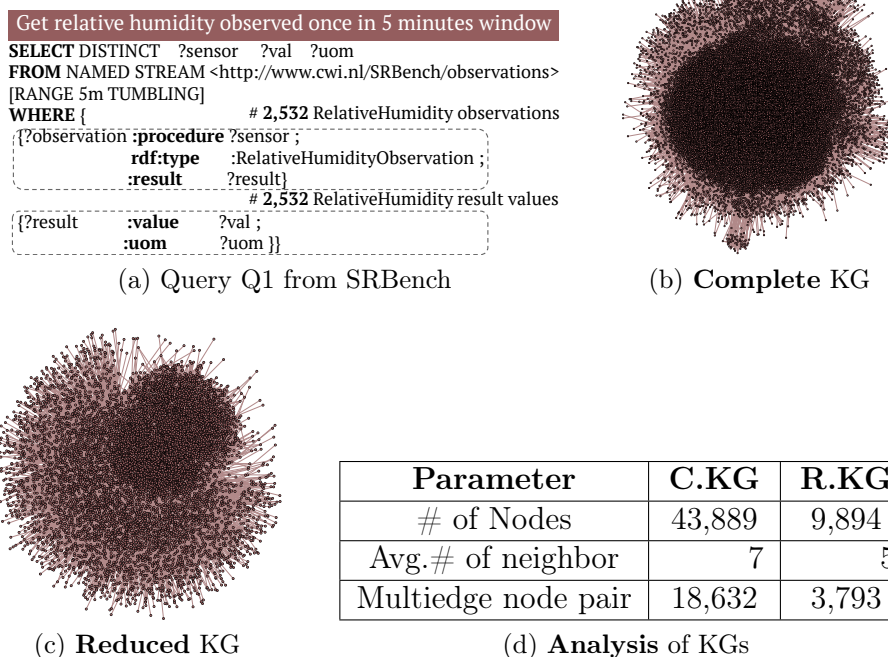 Get relative humidity observed once in 5 minutes window
SELECT DISTINCT ?sensor ?val ?uom
FROM NAMED STREAM <http://www.cwi.nl/SRBench/observations>
[RANGE 5m TUMBLING]
WHERE { # 2,532 RelativeHumidity observations
{?observation :procedure ?sensor ;
rdf:type :RelativeHumidityObservation ;
:result ?result}
# 2,532 RelativeHumidity result values
{?result :value ?val ;
:uom ?uom }}
(a) Query Q1 from SRBench
(b) Complete KG
(c) Reduced KG
Parameter C.KG R.KG
# of Nodes 43,889 9,894
Avg.# of neighbor 7 5
Multiedge node pair 18,632 3,793
(d) Analysis of KGs